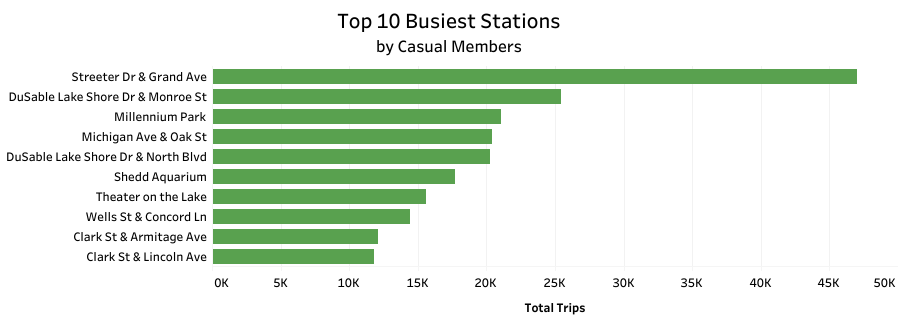 Top 10 Busiest Stations
by Casual Members
Streeter Dr & Grand Ave
DuSable Lake Shore Dr & Monroe St
Millennium Park
Michigan Ave & Oak St
DuSable Lake Shore Dr & North Blvd
Shedd Aquarium
Theater on the Lake
Wells St & Concord Ln
Clark St & Armitage Ave
Clark St & Lincoln Ave
0K 5K 10K 15K 20K 25K 30K 35K 40K 45K 50K
Total Trips